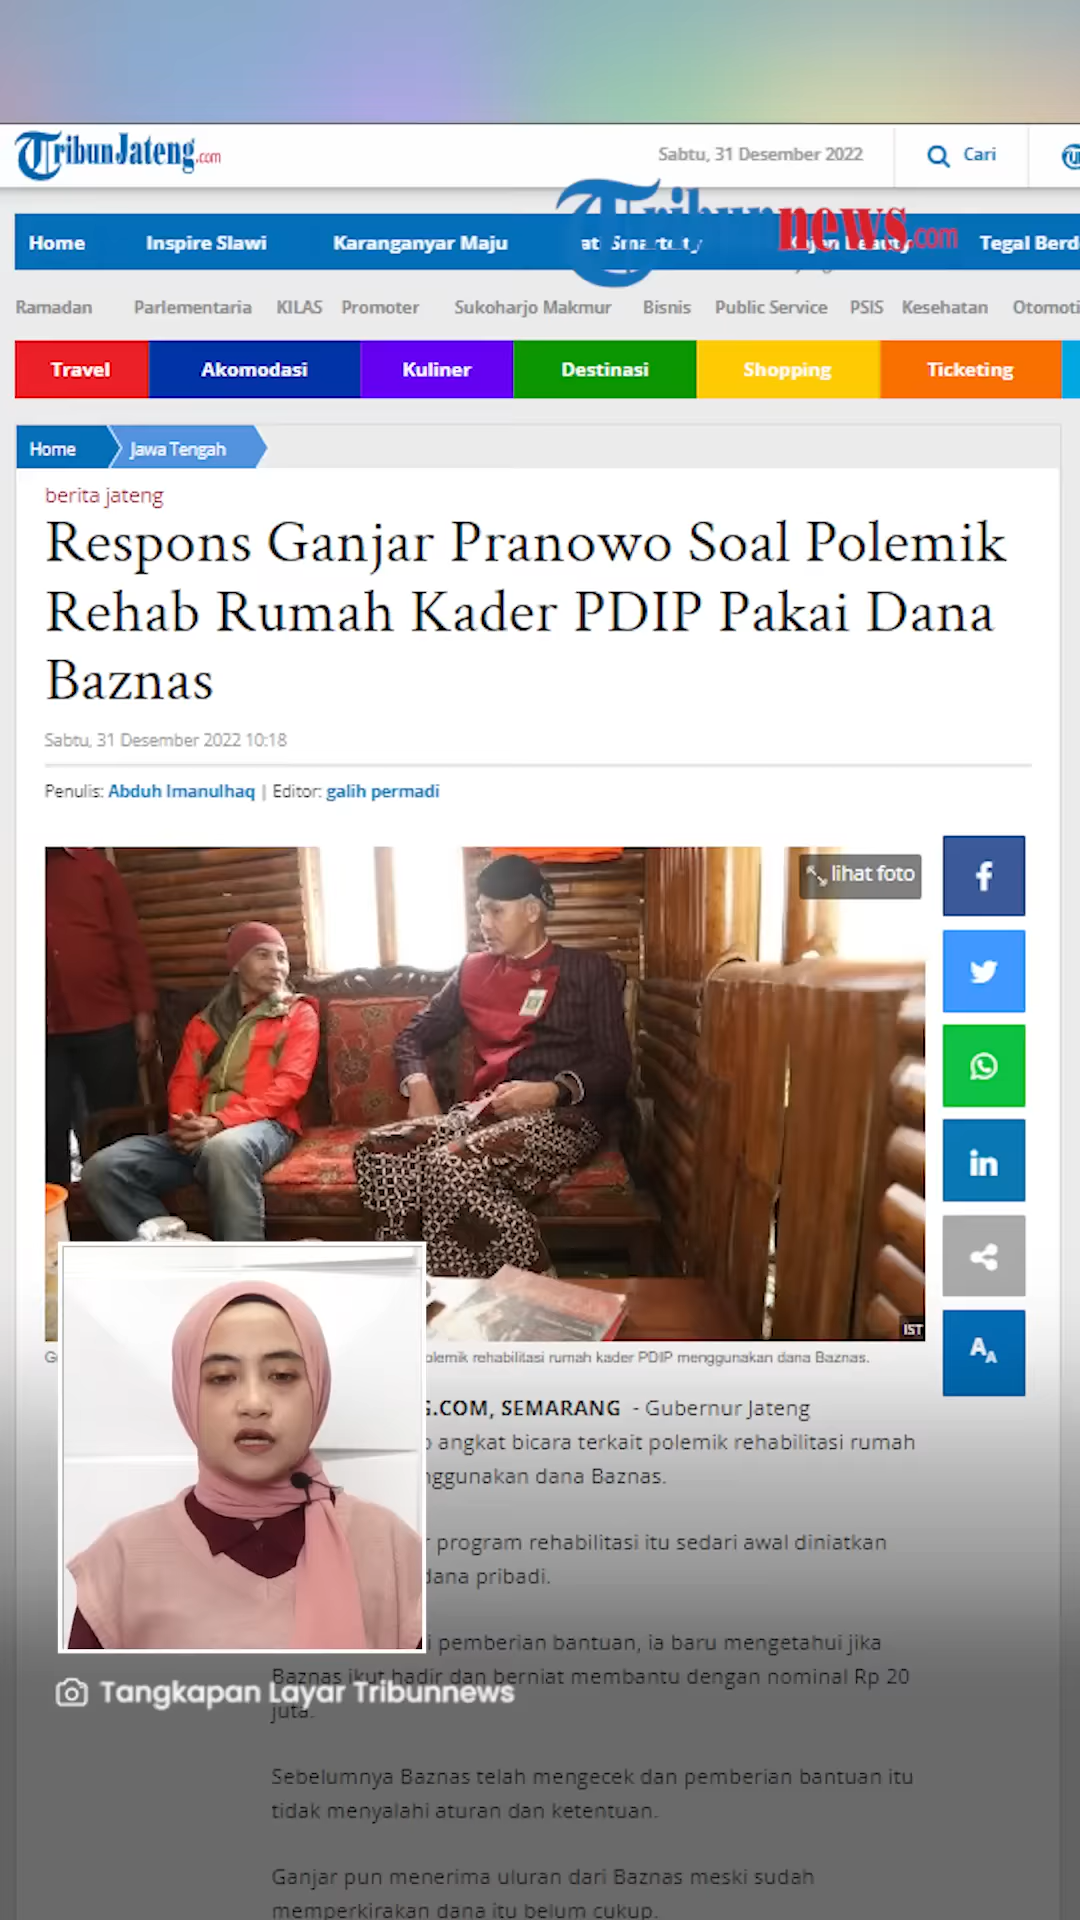 TribunJateng.com
Sabtu, 31 Desember 2022
Cari
Tribunnews.com
Home Inspire Slawi Karanganyar Maju Smartcity Kajen Beauty Tegal Berd
Ramadan Parlementaria KILAS Promoter Sukoharjo Makmur Bisnis Public Service PSIS Kesehatan Otomoti
Travel Akomodasi Kuliner Destinasi Shopping Ticketing
Home Jawa Tengah
berita jateng
Respons Ganjar Pranowo Soal Polemik
Rehab Rumah Kader PDIP Pakai Dana
Baznas
Sabtu, 31 Desember 2022 10:18
Penulis: Abduh Imanulhaq | Editor: galih permadi
lihat foto
IST
olemik rehabilitasi rumah kader PDIP menggunakan dana Baznas.
G.COM, SEMARANG - Gubernur Jateng
angkat bicara terkait polemik rehabilitasi rumah
nggunakan dana Baznas.
program rehabilitasi itu sedari awal diniatkan
dana pribadi.
i pemberian bantuan, ia baru mengetahui jika
Baznas ikut hadir dan berniat membantu dengan nominal Rp 20
juta.
Tangkapan Layar Tribunnews
Sebelumnya Baznas telah mengecek dan pemberian bantuan itu
tidak menyalahi aturan dan ketentuan.
Ganjar pun menerima uluran dari Baznas meski sudah
memperkirakan dana itu belum cukup.